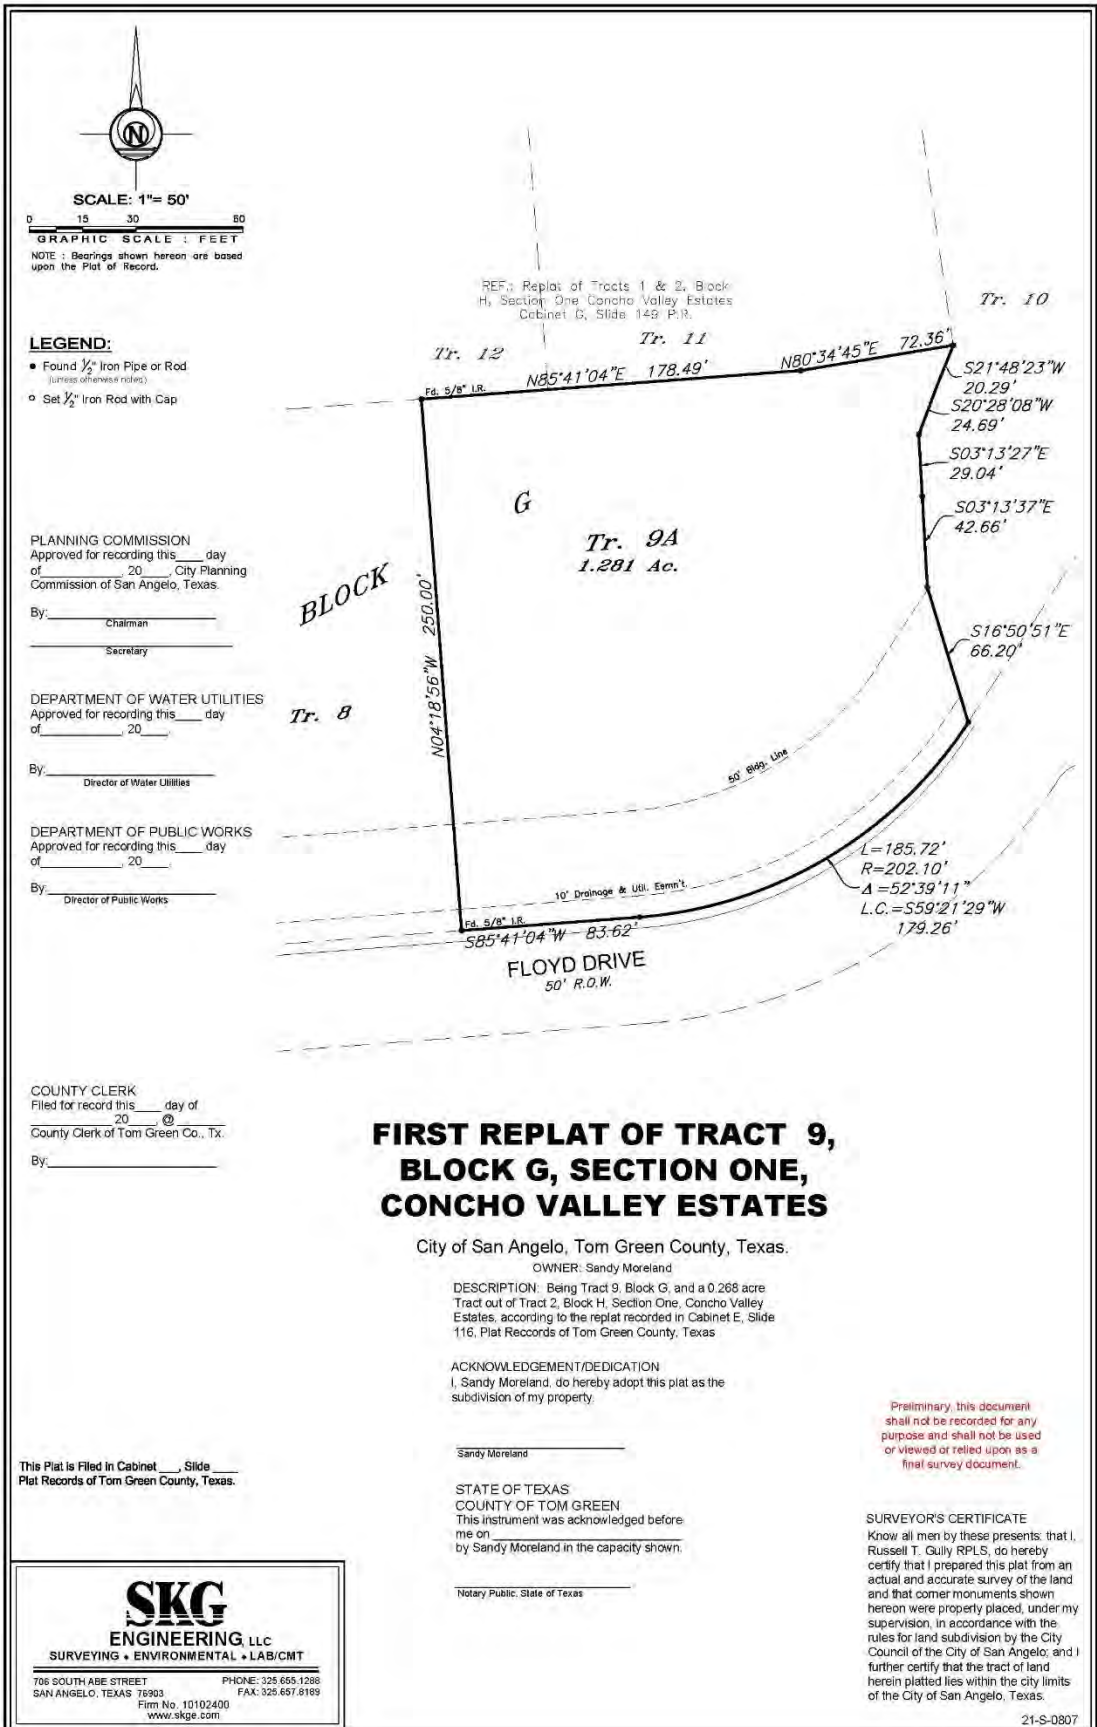 N
SCALE: 1"= 50'
0 15 30 60
GRAPHIC SCALE : FEET
NOTE : Bearings shown hereon are based
upon the Plat of Record.
LEGEND:
Found 1/2" Iron Pipe or Rod
(unless otherwise noted)
Set 1/2" Iron Rod with Cap
REF.: Replat of Tracts 1 & 2, Block
H, Section One Concho Valley Estates
Cabinet G, Slide 149 P.R.
Tr. 10
Tr. 11
Tr. 12
Fd. 5/8" I.R.
N85°41'04"E 178.49'
N80°34'45"E 72.36'
S21°48'23"W
20.29'
S20°28'08"W
24.69'
S03°13'27"E
29.04'
S03°13'37"E
42.66'
S16°50'51"E
66.20'
G
Tr. 9A
1.281 Ac.
BLOCK
N04°18'56"W 250.00'
Tr. 8
50' Bldg. Line
10' Drainage & Util. Esmn't.
L=185.72'
R=202.10'
Δ=52°39'11"
L.C.=S59°21'29"W
179.26'
Fd. 5/8" I.R.
S85°41'04"W 83.62'
FLOYD DRIVE
50' R.O.W.
PLANNING COMMISSION
Approved for recording this____ day
of____________, 20____, City Planning
Commission of San Angelo, Texas.
By:
Chairman
Secretary
DEPARTMENT OF WATER UTILITIES
Approved for recording this____ day
of____________, 20____.
By:
Director of Water Utilities
DEPARTMENT OF PUBLIC WORKS
Approved for recording this____ day
of____________, 20____.
By:
Director of Public Works
COUNTY CLERK
Filed for record this____ day of
____________ 20____, @ _______
County Clerk of Tom Green Co., Tx.
By:
FIRST REPLAT OF TRACT 9,
BLOCK G, SECTION ONE,
CONCHO VALLEY ESTATES
City of San Angelo, Tom Green County, Texas.
OWNER: Sandy Moreland
DESCRIPTION: Being Tract 9, Block G, and a 0.268 acre
Tract out of Tract 2, Block H, Section One, Concho Valley
Estates, according to the replat recorded in Cabinet E, Slide
116, Plat Reccords of Tom Green County, Texas
ACKNOWLEDGEMENT/DEDICATION
I, Sandy Moreland, do hereby adopt this plat as the
subdivision of my property.
Sandy Moreland
STATE OF TEXAS
COUNTY OF TOM GREEN
This instrument was acknowledged before
me on
by Sandy Moreland in the capacity shown.
Notary Public, State of Texas
This Plat is Filed in Cabinet ___, Slide ____
Plat Records of Tom Green County, Texas.
Preliminary, this document
shall not be recorded for any
purpose and shall not be used
or viewed or relied upon as a
final survey document.
SURVEYOR'S CERTIFICATE
Know all men by these presents: that I,
Russell T. Gully RPLS, do hereby
certify that I prepared this plat from an
actual and accurate survey of the land
and that corner monuments shown
hereon were properly placed, under my
supervision, in accordance with the
rules for land subdivision by the City
Council of the City of San Angelo; and I
further certify that the tract of land
herein platted lies within the city limits
of the City of San Angelo, Texas.
21-S-0807
SKG
ENGINEERING, LLC
SURVEYING • ENVIRONMENTAL • LAB/CMT
706 SOUTH ABE STREET PHONE: 325.655.1288
SAN ANGELO, TEXAS 76903 FAX: 325.657.8189
Firm No. 10102400
www.skge.com